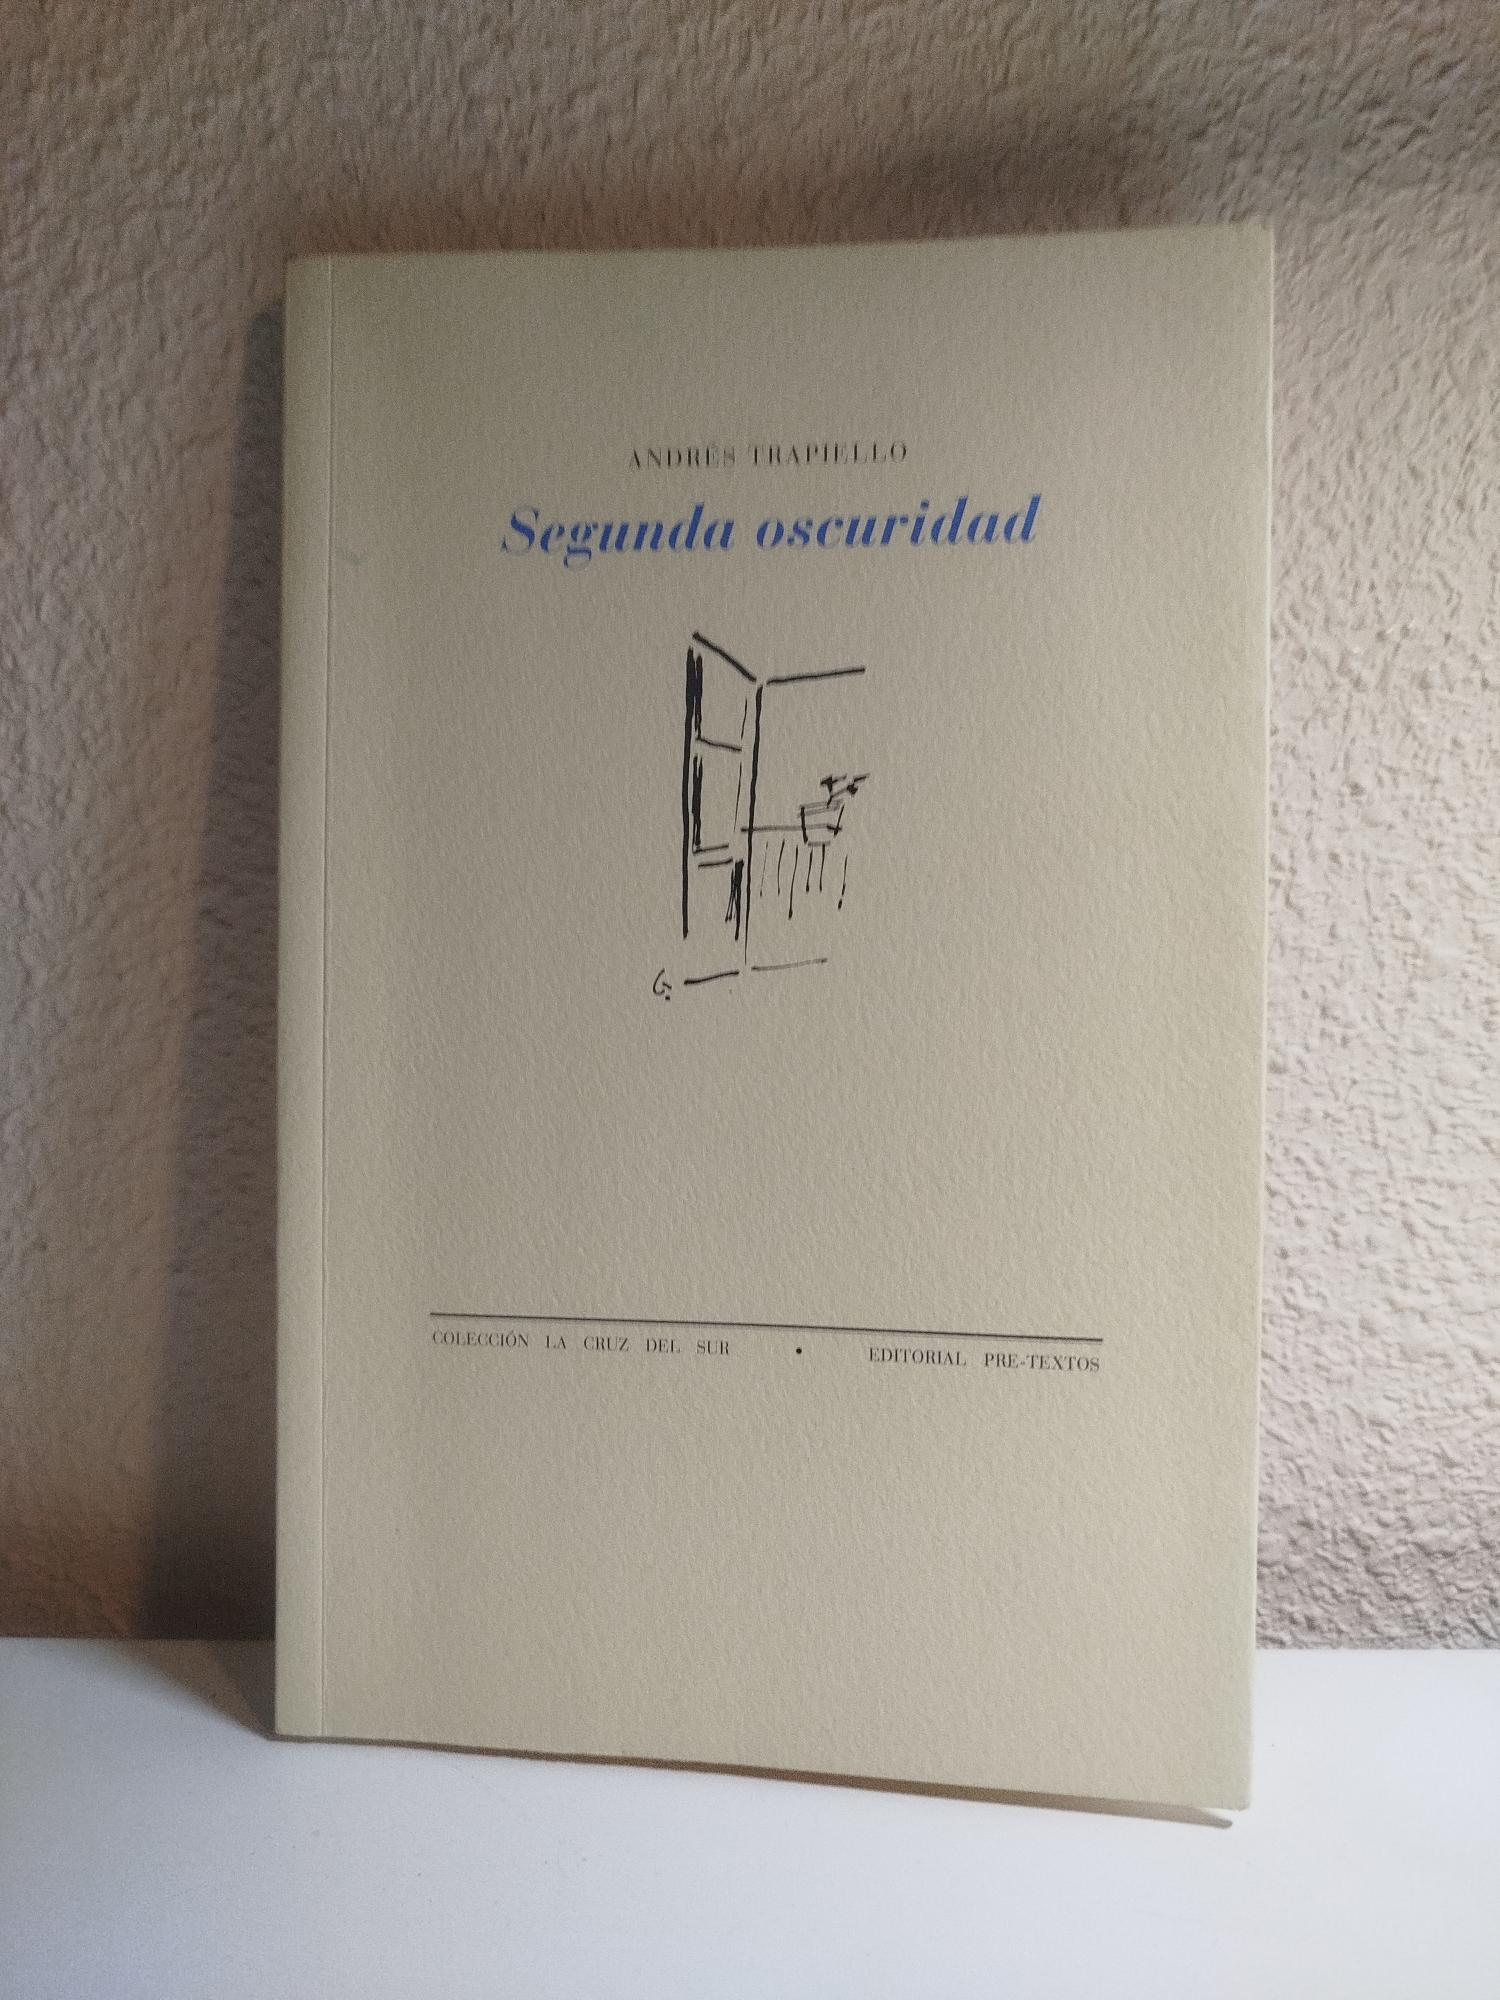 ANDRÉS TRAPIELLO
Segunda oscuridad
G.
COLECCIÓN LA CRUZ DEL SUR • EDITORIAL PRE-TEXTOS